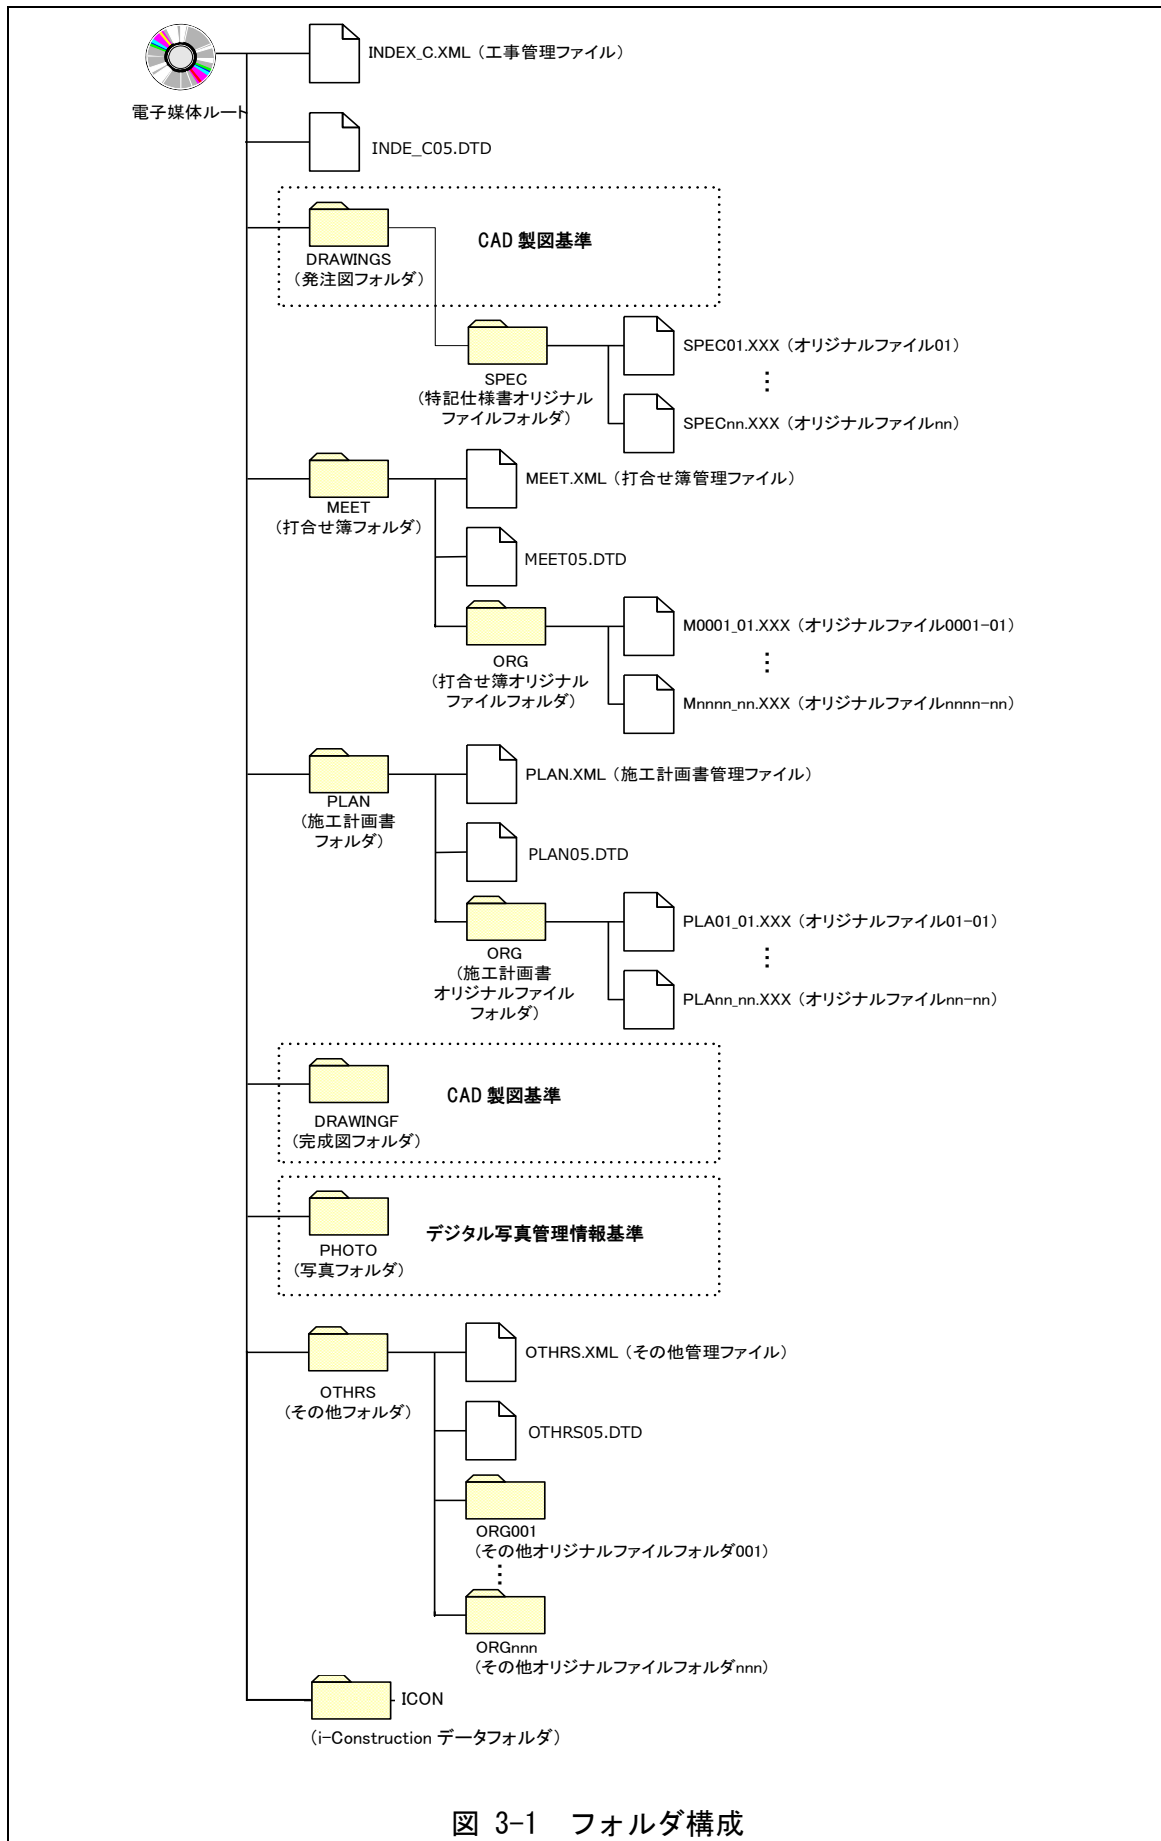 INDEX_C.XML（工事管理ファイル）
電子媒体ルート
INDE_C05.DTD
CAD 製図基準
DRAWINGS
（発注図フォルダ）
SPEC01.XXX（オリジナルファイル01）
⋮
SPEC
（特記仕様書オリジナル
ファイルフォルダ）
SPECnn.XXX（オリジナルファイルnn）
MEET.XML（打合せ簿管理ファイル）
MEET
（打合せ簿フォルダ）
MEET05.DTD
M0001_01.XXX（オリジナルファイル0001-01）
⋮
ORG
（打合せ簿オリジナル
ファイルフォルダ）
Mnnnn_nn.XXX（オリジナルファイルnnnn-nn）
PLAN.XML（施工計画書管理ファイル）
PLAN
（施工計画書
フォルダ）
PLAN05.DTD
PLA01_01.XXX（オリジナルファイル01-01）
⋮
ORG
（施工計画書
オリジナルファイル
フォルダ）
PLAnn_nn.XXX（オリジナルファイルnn-nn）
CAD 製図基準
DRAWINGF
（完成図フォルダ）
デジタル写真管理情報基準
PHOTO
（写真フォルダ）
OTHRS.XML（その他管理ファイル）
OTHRS
（その他フォルダ）
OTHRS05.DTD
ORG001
（その他オリジナルファイルフォルダ001）
⋮
ORGnnn
（その他オリジナルファイルフォルダnnn）
ICON
（i-Construction データフォルダ）
図 3-1　フォルダ構成